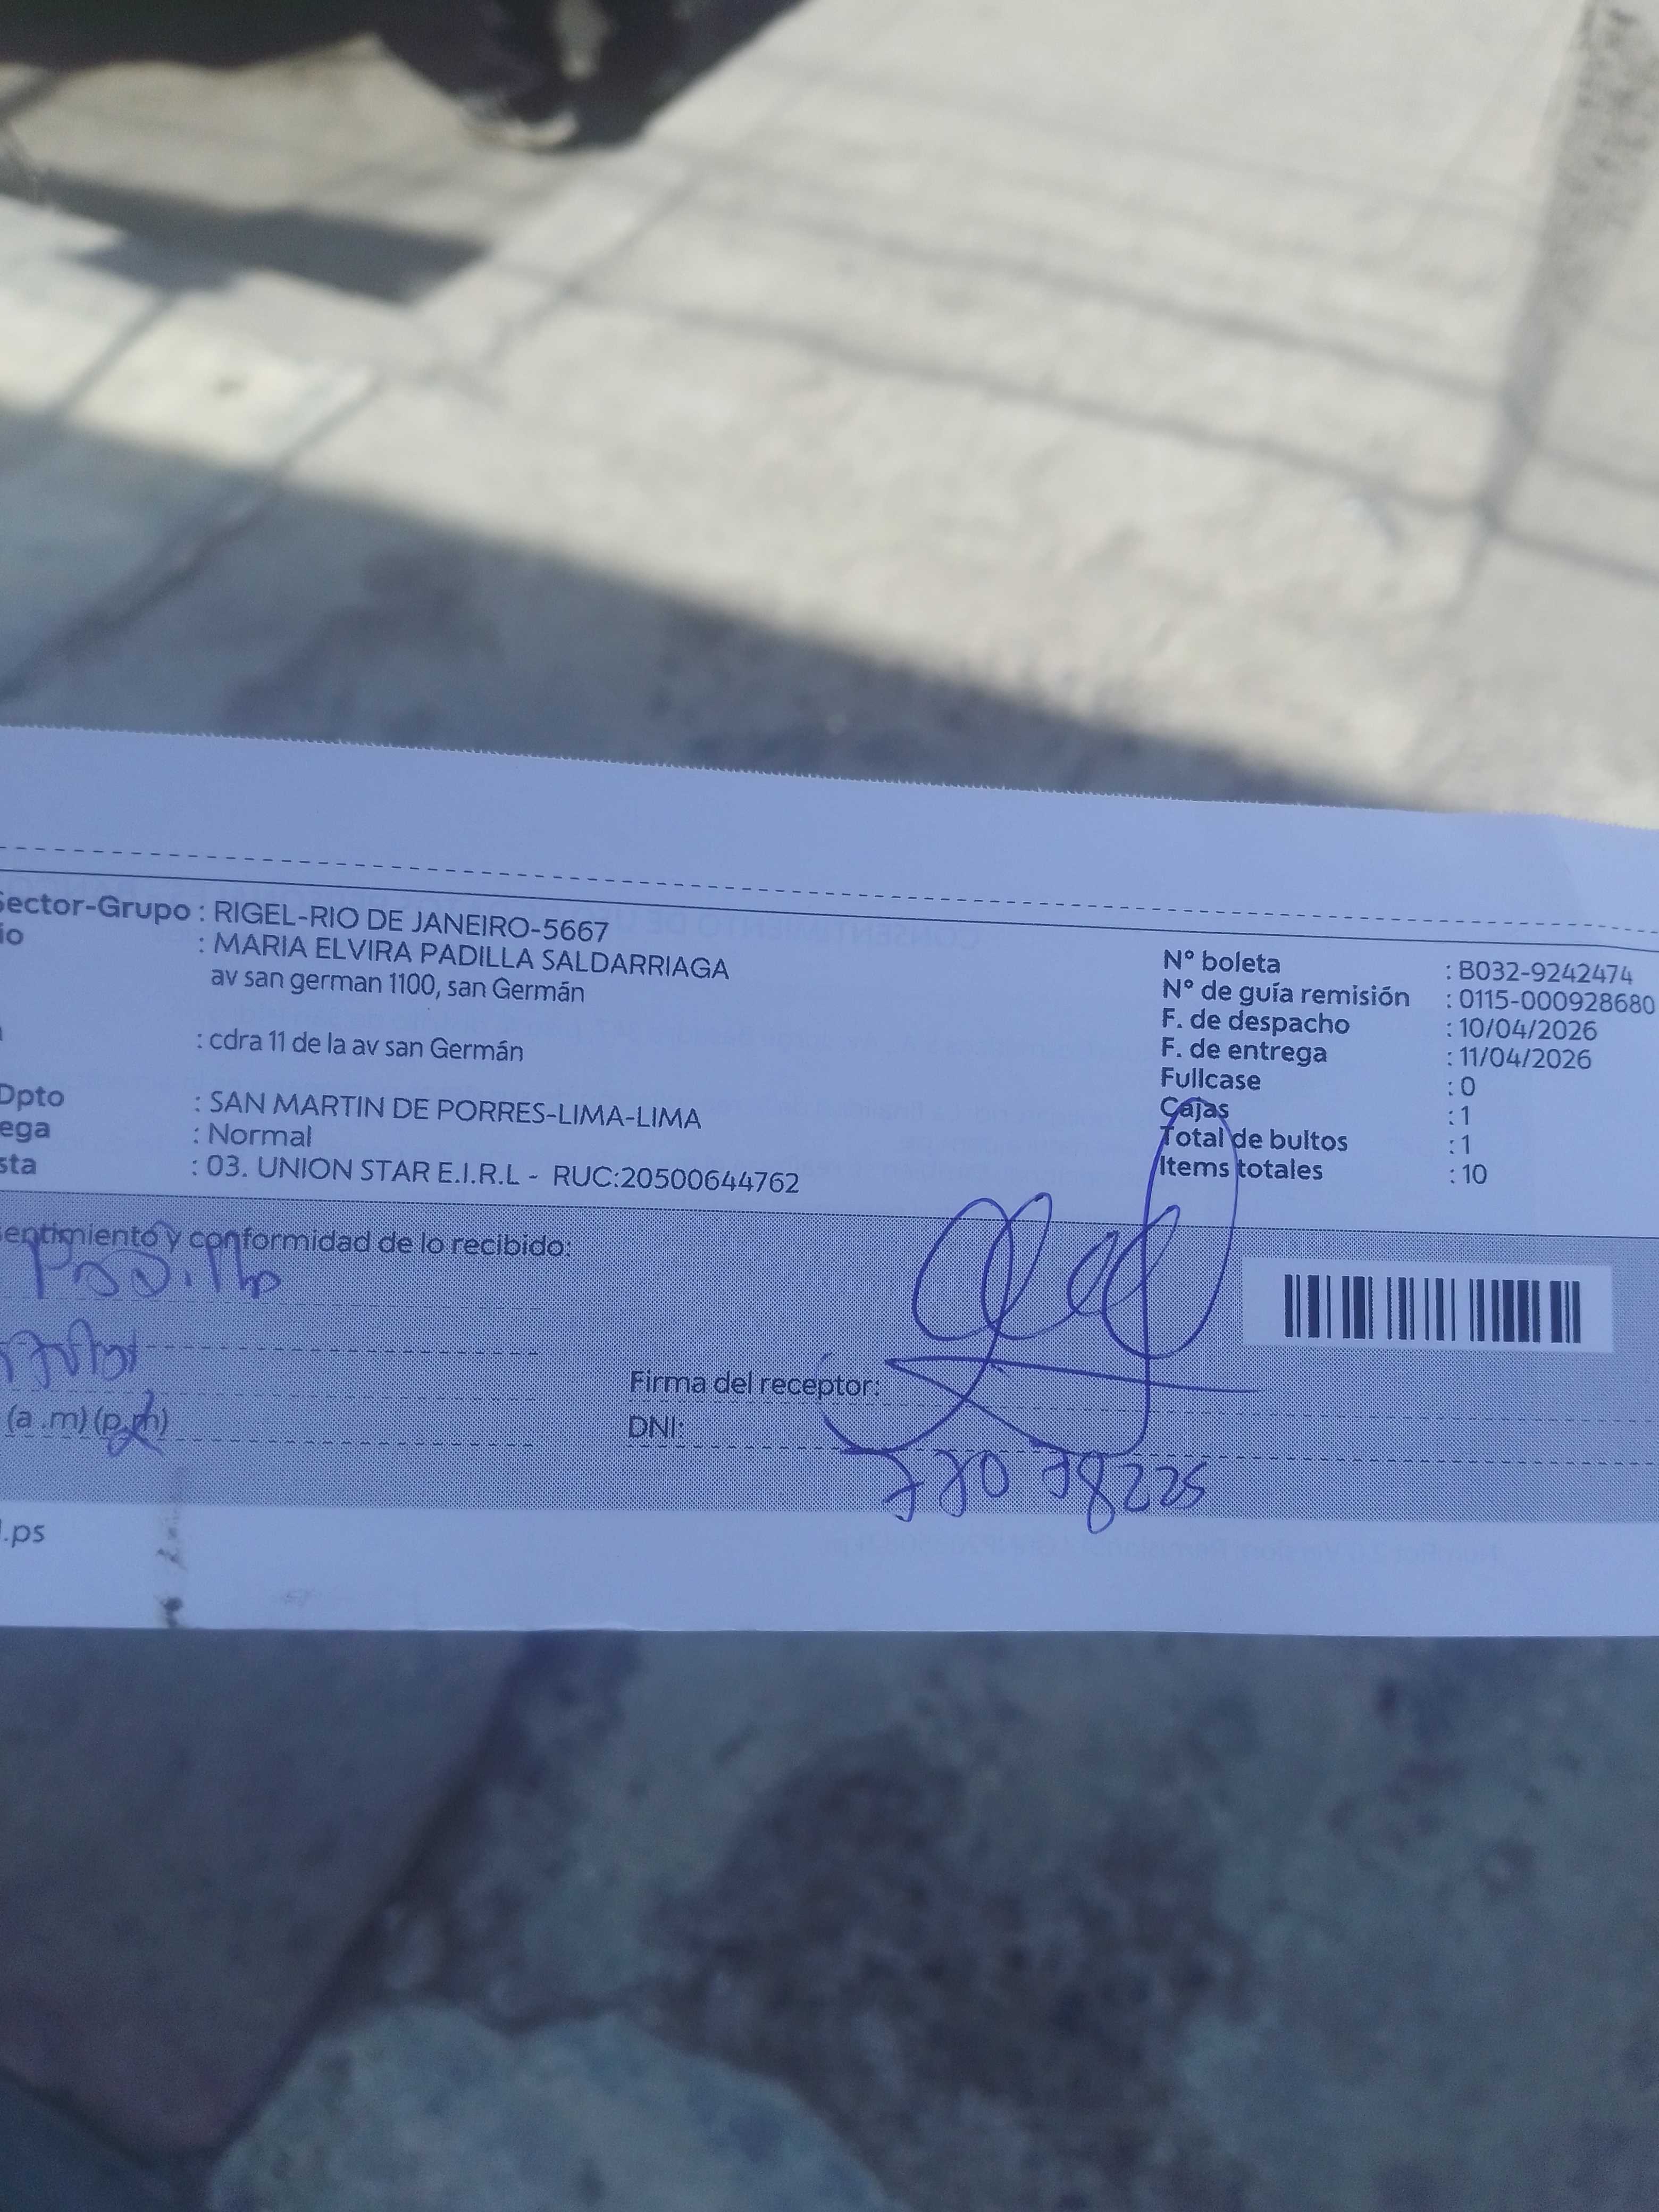 Sector-Grupo : RIGEL-RIO DE JANEIRO-5667
io : MARIA ELVIRA PADILLA SALDARRIAGA
av san german 1100, san Germán
: cdra 11 de la av san Germán
Dpto : SAN MARTIN DE PORRES-LIMA-LIMA
ega : Normal
sta : 03. UNION STAR E.I.R.L - RUC:20500644762
N° boleta : B032-9242474
N° de guía remisión : 0115-000928680
F. de despacho : 10/04/2026
F. de entrega : 11/04/2026
Fullcase : 0
Cajas : 1
Total de bultos : 1
Items totales : 10
entimiento y conformidad de lo recibido:
Padilla
Firma del receptor:
(a .m) (p.m)
DNI:
.ps